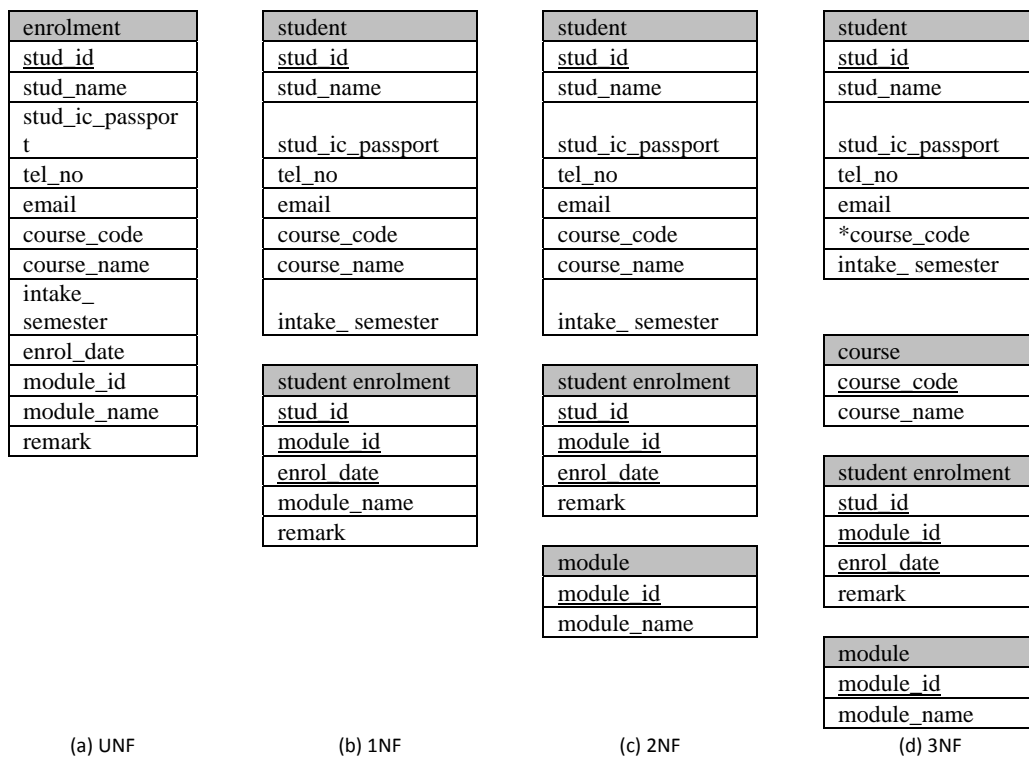 enrolment
stud_id
stud_name
stud_ic_passpor
t
tel_no
email
course_code
course_name
intake_
semester
enrol_date
module_id
module_name
remark
(a) UNF
student
stud_id
stud_name
stud_ic_passport
tel_no
email
course_code
course_name
intake_ semester
student enrolment
stud_id
module_id
enrol_date
module_name
remark
(b) 1NF
student
stud_id
stud_name
stud_ic_passport
tel_no
email
course_code
course_name
intake_ semester
student enrolment
stud_id
module_id
enrol_date
remark
module
module_id
module_name
(c) 2NF
student
stud_id
stud_name
stud_ic_passport
tel_no
email
*course_code
intake_ semester
course
course_code
course_name
student enrolment
stud_id
module_id
enrol_date
remark
module
module_id
module_name
(d) 3NF